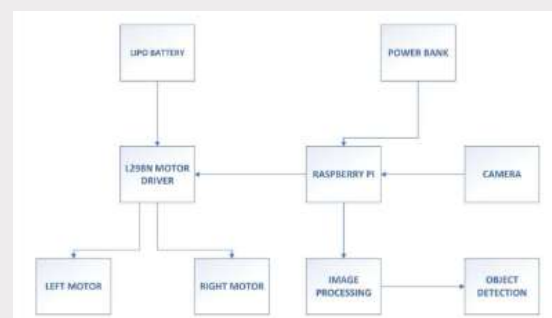 LIPO BATTERY
POWER BANK
L298N MOTOR
DRIVER
RASPBERRY PI
CAMERA
LEFT MOTOR
RIGHT MOTOR
IMAGE
PROCESSING
OBJECT
DETECTION